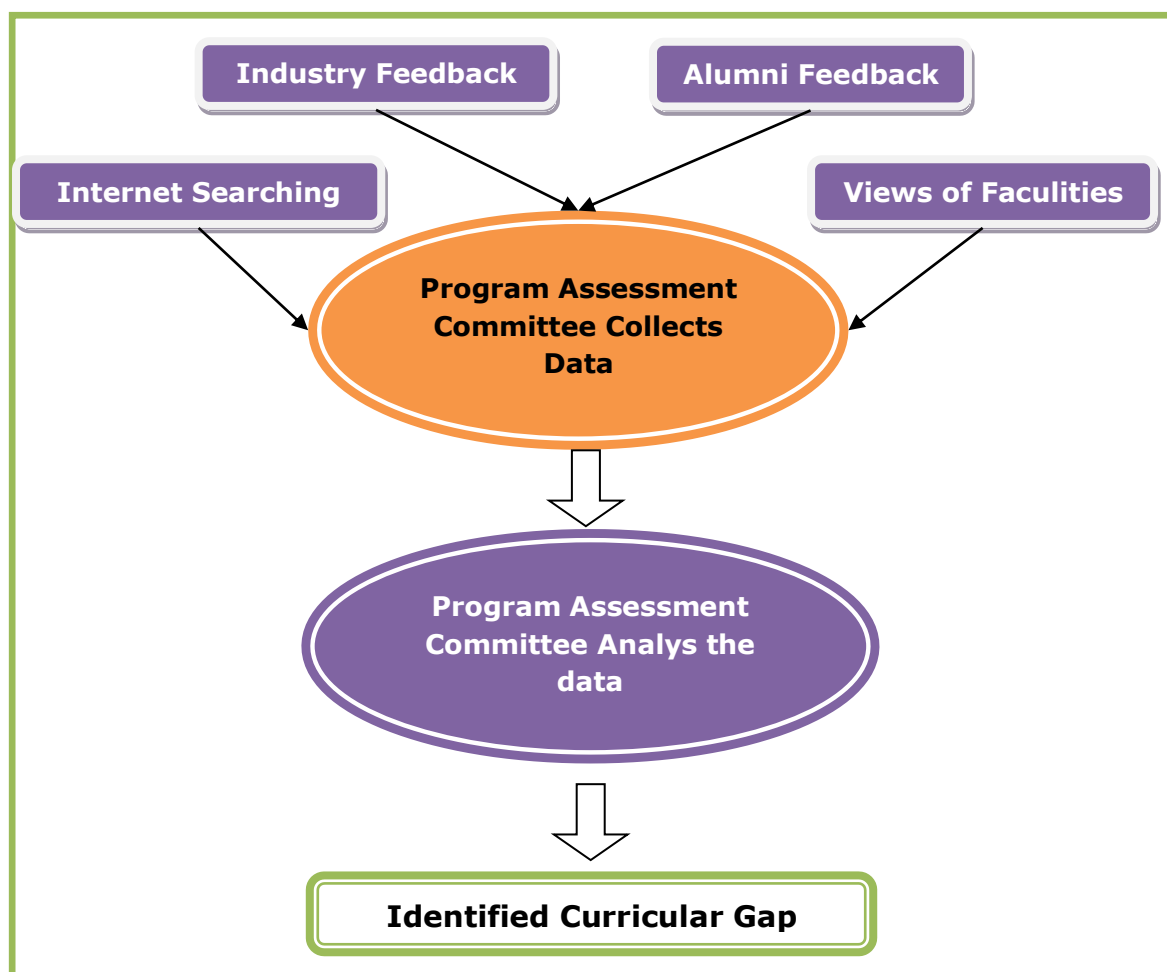 Industry Feedback
Alumni Feedback
Internet Searching
Views of Faculities
Program Assessment
Committee Collects
Data
Program Assessment
Committee Analys the
data
Identified Curricular Gap